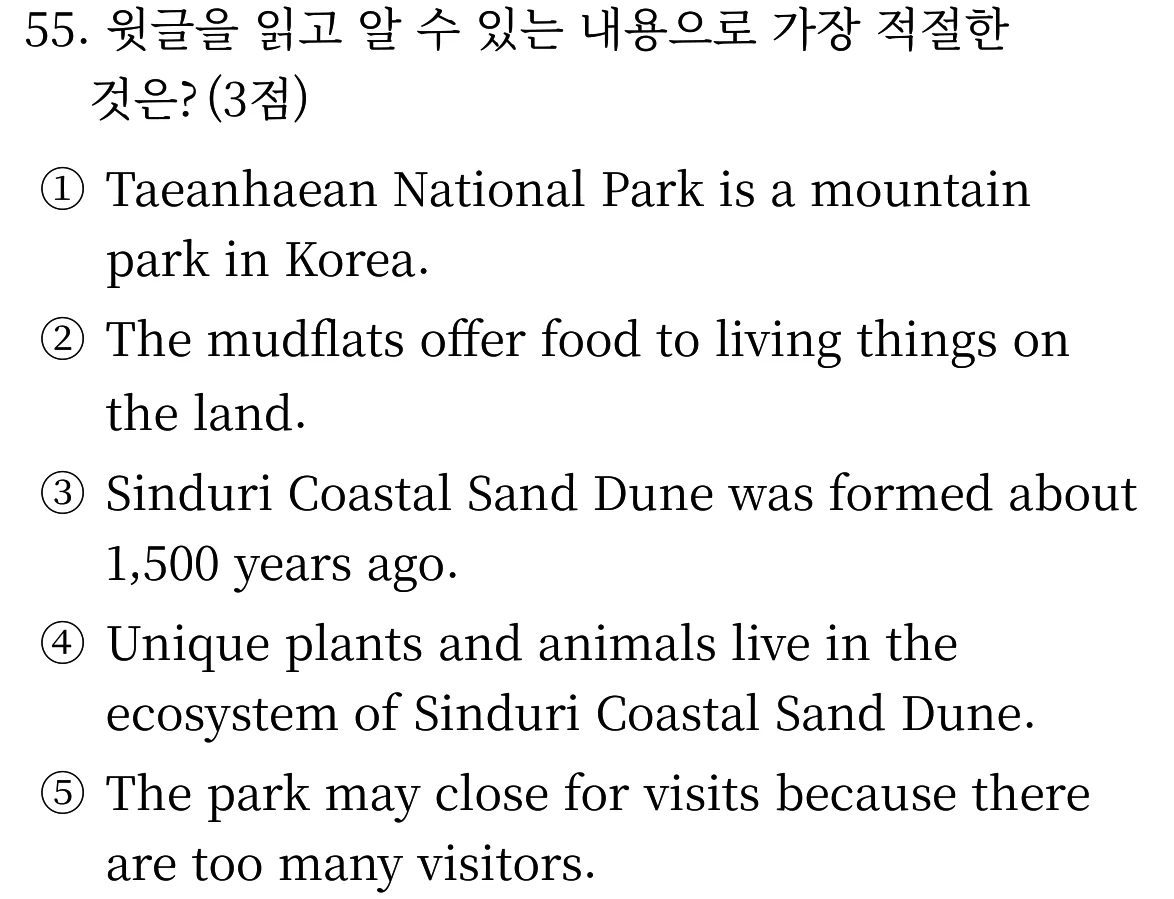 55. 윗글을 읽고 알 수 있는 내용으로 가장 적절한
것은? (3점)
① Taeanhaean National Park is a mountain
park in Korea.
② The mudflats offer food to living things on
the land.
③ Sinduri Coastal Sand Dune was formed about
1,500 years ago.
④ Unique plants and animals live in the
ecosystem of Sinduri Coastal Sand Dune.
⑤ The park may close for visits because there
are too many visitors.